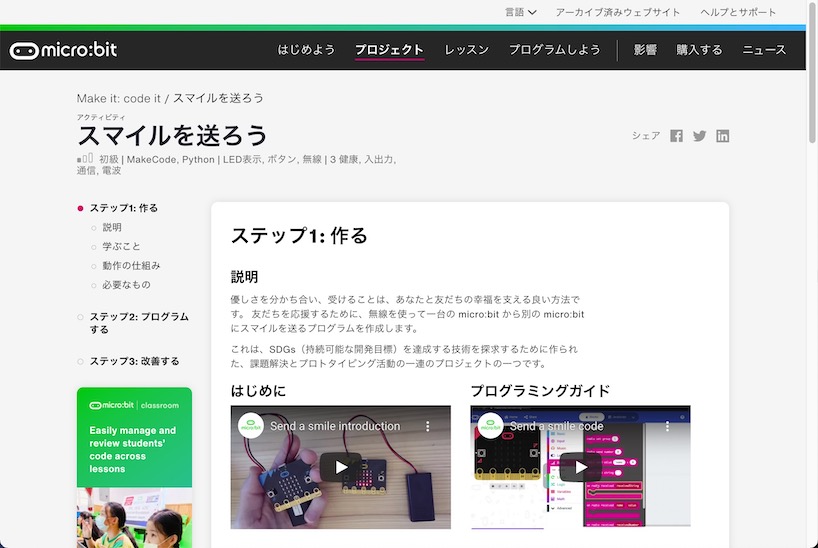 言語
アーカイブ済みウェブサイト
ヘルプとサポート
micro:bit
はじめよう
プロジェクト
レッスン
プログラムしよう
影響
購入する
ニュース
Make it: code it / スマイルを送ろう
アクティビティ
スマイルを送ろう
初級 | MakeCode, Python | LED表示, ボタン, 無線 | 3 健康, 入出力,
通信, 電波
シェア
ステップ1: 作る
説明
学ぶこと
動作の仕組み
必要なもの
ステップ2: プログラム
する
ステップ3: 改善する
micro:bit | classroom
Easily manage and
review students'
code across
lessons
ステップ1: 作る
説明
優しさを分かち合い、受けることは、あなたと友だちの幸福を支える良い方法で
す。 友だちを応援するために、無線を使って一台の micro:bit から別の micro:bit
にスマイルを送るプログラムを作成します。
これは、SDGs（持続可能な開発目標）を達成する技術を探求するために作られ
た、課題解決とプロトタイピング活動の一連のプロジェクトの一つです。
はじめに
プログラミングガイド
Send a smile introduction
Send a smile code